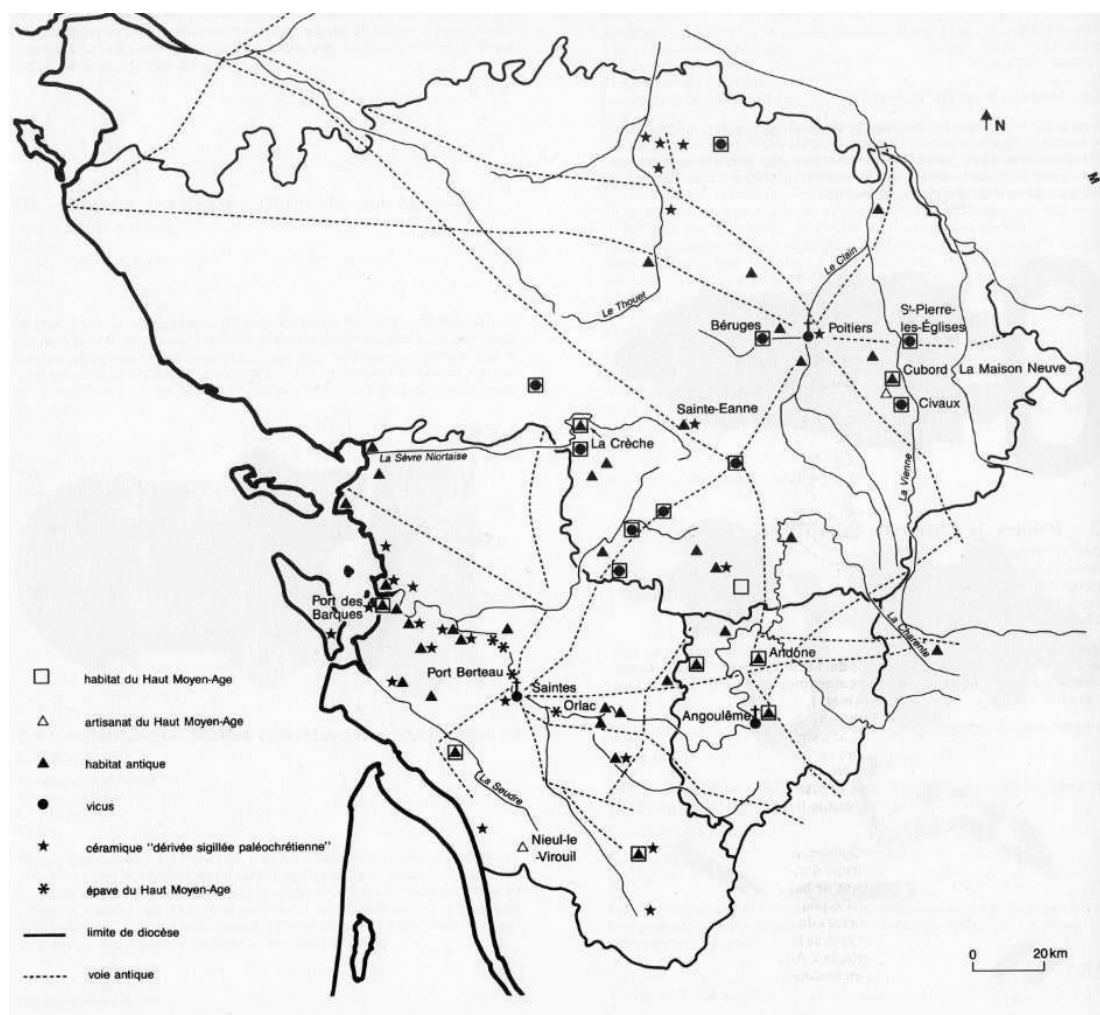 N
N
Le Thouet
Le Clain
Béruges
Poitiers
St-Pierre-
les-Églises
Cubord - La Maison Neuve
Civaux
Sainte-Eanne
La Crèche
La Sèvre Niortaise
La Vienne
Port des
Barques
La Charente
Andône
Port Berteau
Saintes
Orlac
Angoulême
La Seudre
Nieul-le
-Virouil
habitat du Haut Moyen-Age
artisanat du Haut Moyen-Age
habitat antique
vicus
céramique "dérivée sigillée paléochrétienne"
épave du Haut Moyen-Age
limite de diocèse
voie antique
0 20 km